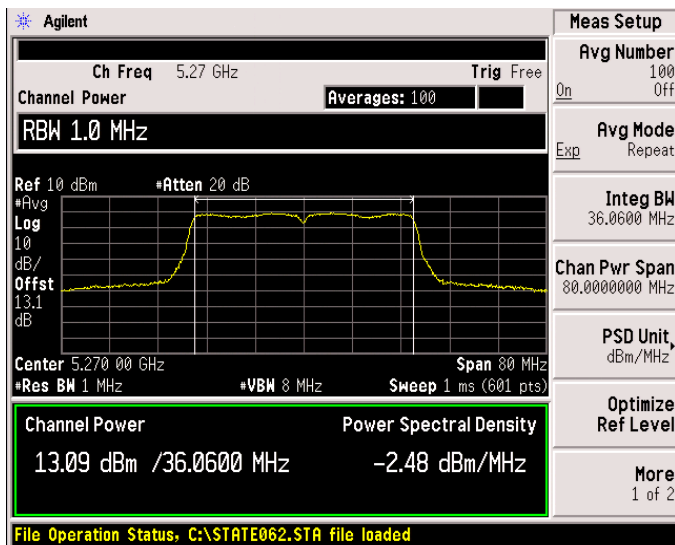 Agilent
Ch Freq 5.27 GHz Trig Free
Channel Power Averages: 100
RBW 1.0 MHz
Ref 10 dBm #Atten 20 dB
#Avg
Log
10
dB/
Offst
13.1
dB
Center 5.270 00 GHz Span 80 MHz
#Res BW 1 MHz #VBW 8 MHz Sweep 1 ms (601 pts)
Channel Power Power Spectral Density
13.09 dBm /36.0600 MHz -2.48 dBm/MHz
File Operation Status, C:\STATE062.STA file loaded
Meas Setup
Avg Number
100
On Off
Avg Mode
Exp Repeat
Integ BW
36.0600 MHz
Chan Pwr Span
80.0000000 MHz
PSD Unit
dBm/MHz
Optimize
Ref Level
More
1 of 2